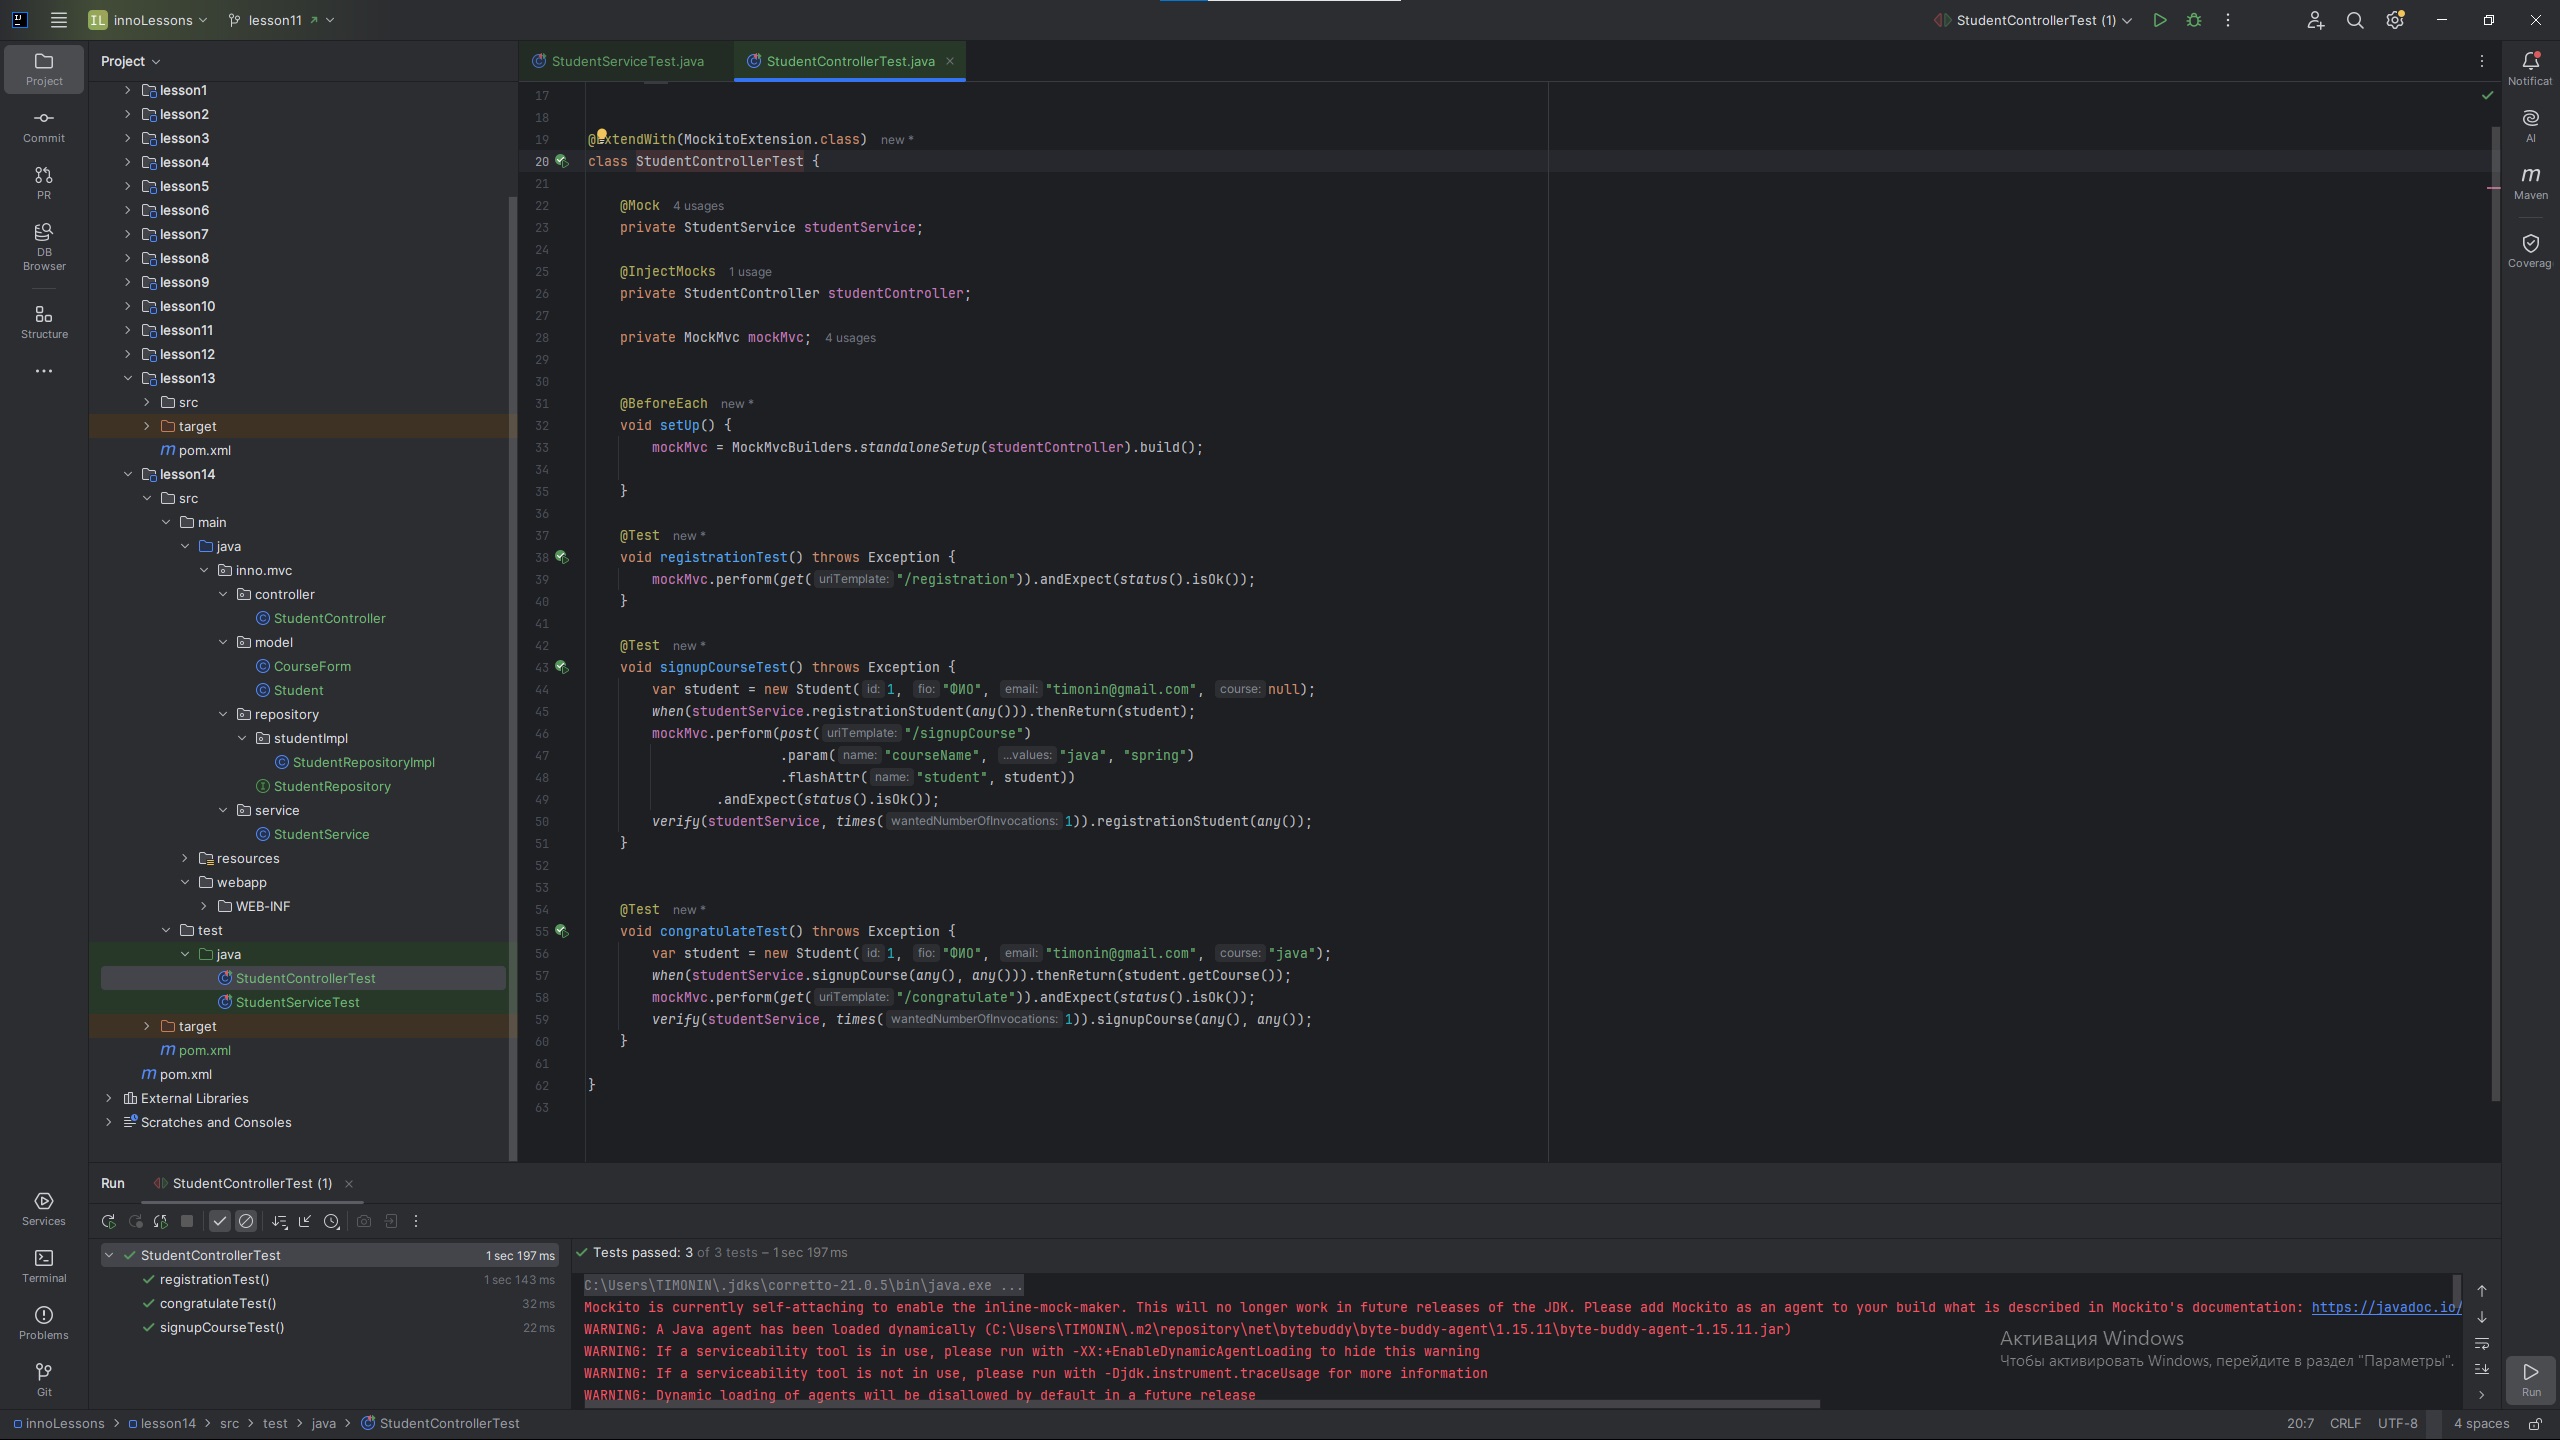 innoLessons
lesson11
StudentControllerTest (1)
Project
Commit
PR
DB
Browser
Structure
Services
Terminal
Problems
Git
Project
lesson1
lesson2
lesson3
lesson4
lesson5
lesson6
lesson7
lesson8
lesson9
lesson10
lesson11
lesson12
lesson13
src
target
pom.xml
lesson14
src
main
java
inno.mvc
controller
StudentController
model
CourseForm
Student
repository
studentImpl
StudentRepositoryImpl
StudentRepository
service
StudentService
resources
webapp
WEB-INF
test
java
StudentControllerTest
StudentServiceTest
target
pom.xml
pom.xml
External Libraries
Scratches and Consoles
StudentServiceTest.java
StudentControllerTest.java
17
18
19 @ExtendWith(MockitoExtension.class) new *
20 class StudentControllerTest {
21
22 @Mock 4 usages
23 private StudentService studentService;
24
25 @InjectMocks 1 usage
26 private StudentController studentController;
27
28 private MockMvc mockMvc; 4 usages
29
30
31 @BeforeEach new *
32 void setUp() {
33 mockMvc = MockMvcBuilders.standaloneSetup(studentController).build();
34
35 }
36
37 @Test new *
38 void registrationTest() throws Exception {
39 mockMvc.perform(get( uriTemplate: "/registration")).andExpect(status().isOk());
40 }
41
42 @Test new *
43 void signupCourseTest() throws Exception {
44 var student = new Student( id: 1, fio: "ФИО", email: "timonin@gmail.com", course: null);
45 when(studentService.registrationStudent(any())).thenReturn(student);
46 mockMvc.perform(post( uriTemplate: "/signupCourse")
47 .param( name: "courseName", ...values: "java", "spring")
48 .flashAttr( name: "student", student))
49 .andExpect(status().isOk());
50 verify(studentService, times( wantedNumberOfInvocations: 1)).registrationStudent(any());
51 }
52
53
54 @Test new *
55 void congratulateTest() throws Exception {
56 var student = new Student( id: 1, fio: "ФИО", email: "timonin@gmail.com", course: "java");
57 when(studentService.signupCourse(any(), any())).thenReturn(student.getCourse());
58 mockMvc.perform(get( uriTemplate: "/congratulate")).andExpect(status().isOk());
59 verify(studentService, times( wantedNumberOfInvocations: 1)).signupCourse(any(), any());
60 }
61
62 }
63
Notificat
AI
Maven
Coverag
Run
StudentControllerTest (1)
StudentControllerTest 1 sec 197 ms
registrationTest() 1 sec 143 ms
congratulateTest() 32 ms
signupCourseTest() 22 ms
Tests passed: 3 of 3 tests – 1 sec 197 ms
C:\Users\TIMONIN\.jdks\corretto-21.0.5\bin\java.exe ...
Mockito is currently self-attaching to enable the inline-mock-maker. This will no longer work in future releases of the JDK. Please add Mockito as an agent to your build what is described in Mockito's documentation: https://javadoc.io/
WARNING: A Java agent has been loaded dynamically (C:\Users\TIMONIN\.m2\repository\net\bytebuddy\byte-buddy-agent\1.15.11\byte-buddy-agent-1.15.11.jar)
WARNING: If a serviceability tool is in use, please run with -XX:+EnableDynamicAgentLoading to hide this warning
WARNING: If a serviceability tool is not in use, please run with -Djdk.instrument.traceUsage for more information
WARNING: Dynamic loading of agents will be disallowed by default in a future release
Активация Windows
Чтобы активировать Windows, перейдите в раздел "Параметры".
Run
innoLessons > lesson14 > src > test > java > StudentControllerTest
20:7 CRLF UTF-8 4 spaces